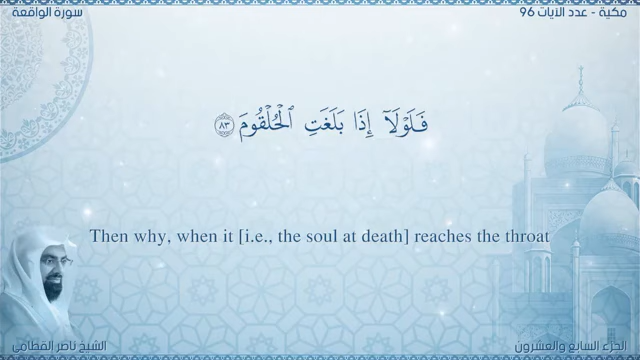 سورة الواقعة
مكية - عدد الآيات 96
فَلَوْلَآ إِذَا بَلَغَتِ ٱلْحُلْقُومَ ٨٣
Then why, when it [i.e., the soul at death] reaches the throat
الشيخ ناصر القطامي
الجزء السابع والعشرون